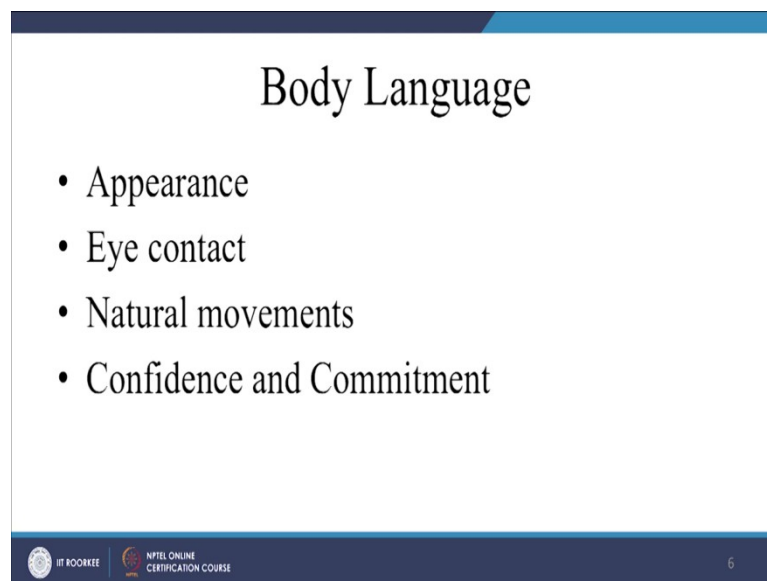 Body Language
• Appearance
• Eye contact
• Natural movements
• Confidence and Commitment
IIT ROORKEE
NPTEL ONLINE
CERTIFICATION COURSE
6